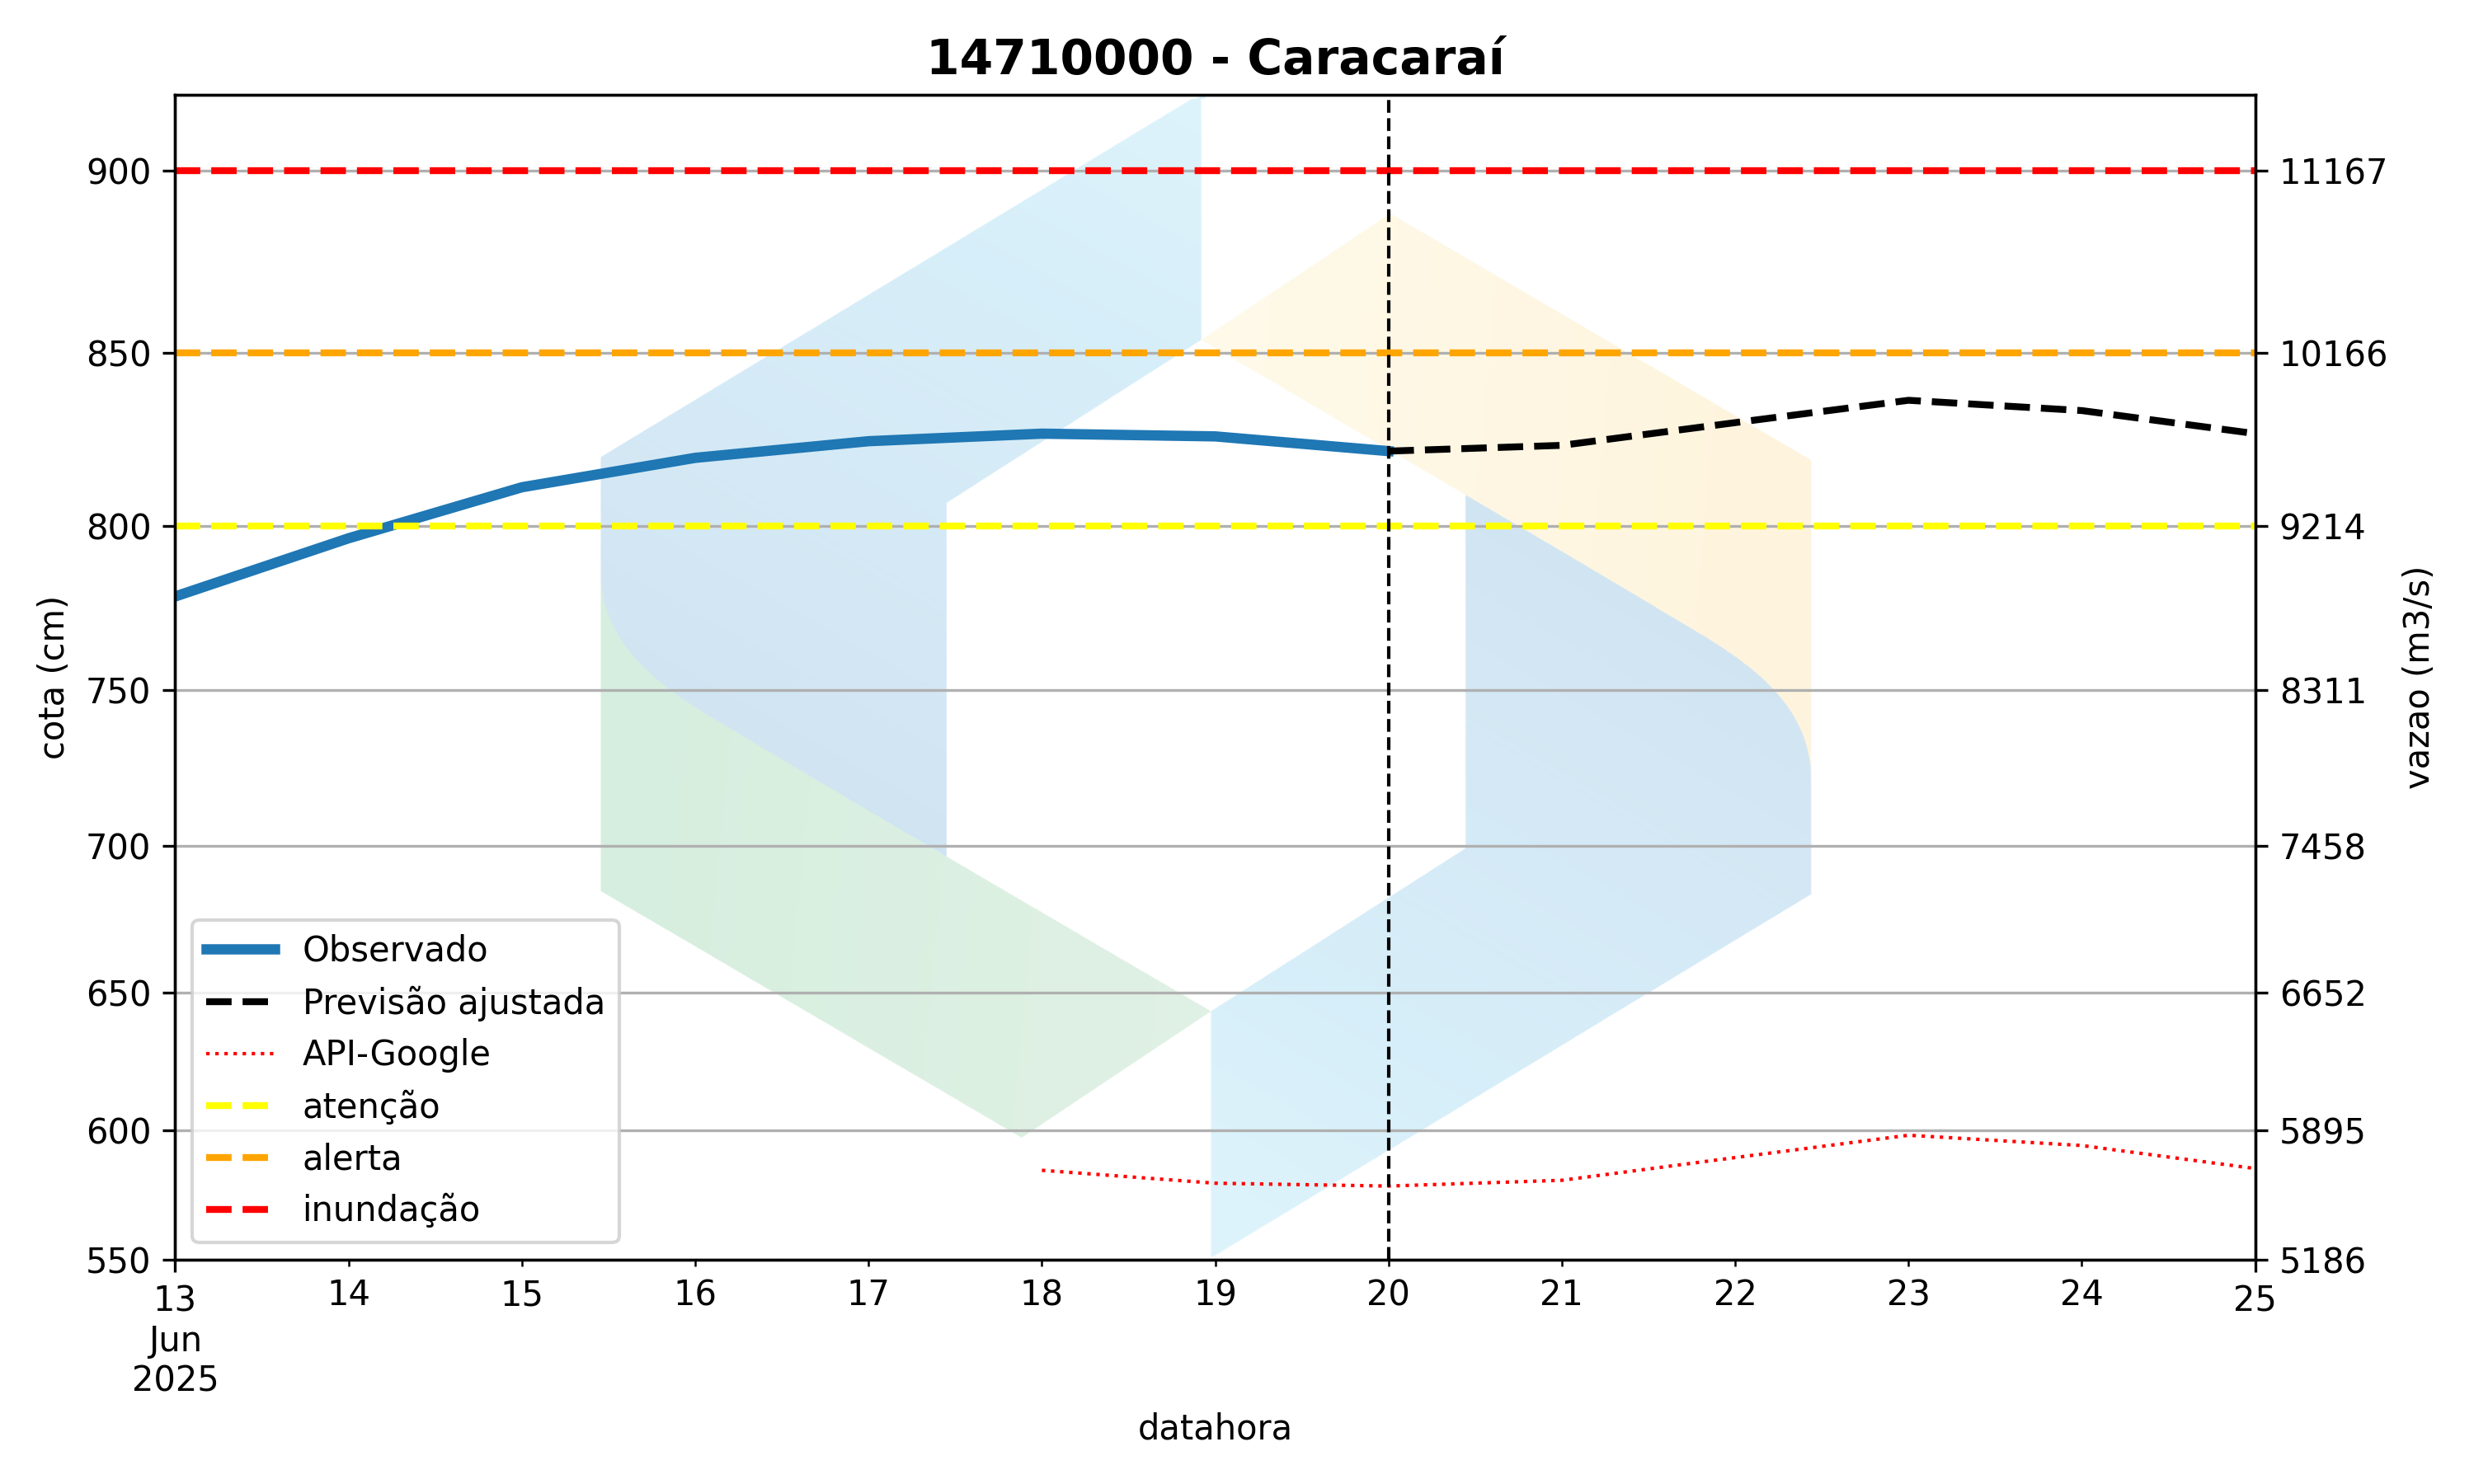 14710000 - Caracaraí
900
850
800
750
700
650
600
550
cota (cm)
11167
10166
9214
8311
7458
6652
5895
5186
vazao (m3/s)
Observado
Previsão ajustada
API-Google
atenção
alerta
inundação
13 14 15 16 17 18 19 20 21 22 23 24 25
Jun
2025
datahora